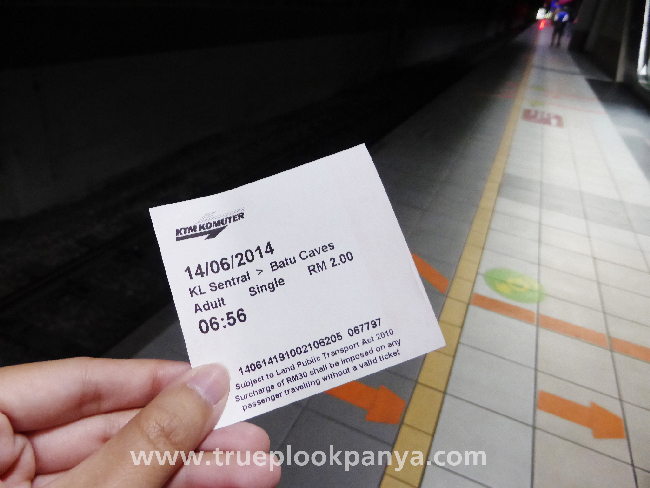 KTM KOMUTER
14/06/2014
KL Sentral > Batu Caves
Adult Single RM 2.00
06:56
140614191002106205 067797
Subject to Land Public Transport Act 2010
Surcharge of RM30 shall be imposed on any
passenger travelling without a valid ticket
www.trueplookpanya.com